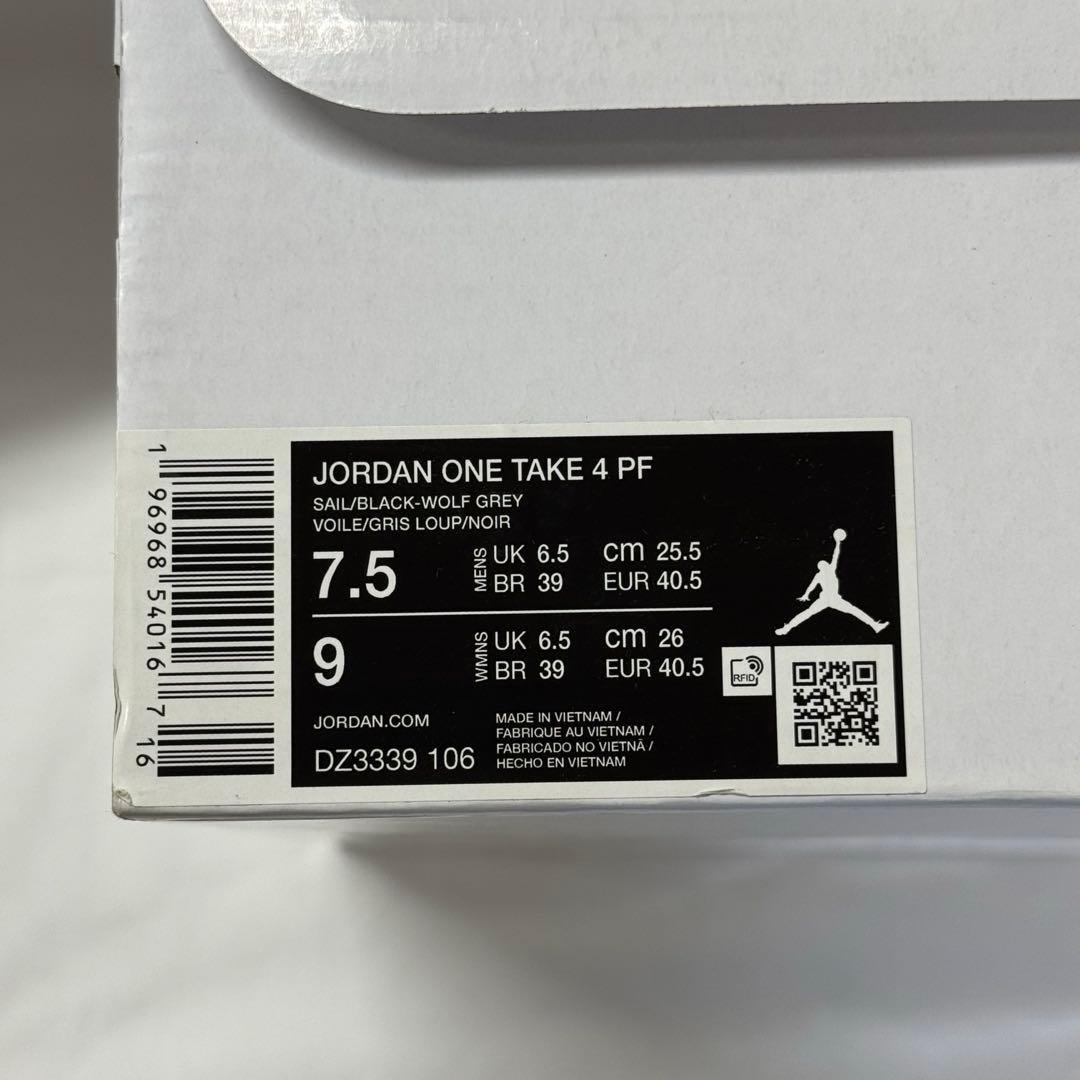 JORDAN ONE TAKE 4 PF
SAIL/BLACK-WOLF GREY
VOILE/GRIS LOUP/NOIR
7.5 MENS UK 6.5 CM 25.5
BR 39 EUR 40.5
9 WMNS UK 6.5 CM 26
BR 39 EUR 40.5
RFID
JORDAN.COM
DZ3339 106
MADE IN VIETNAM /
FABRIQUE AU VIETNAM /
FABRICADO NO VIETNÃ /
HECHO EN VIETNAM
1 96968 54016 7 16